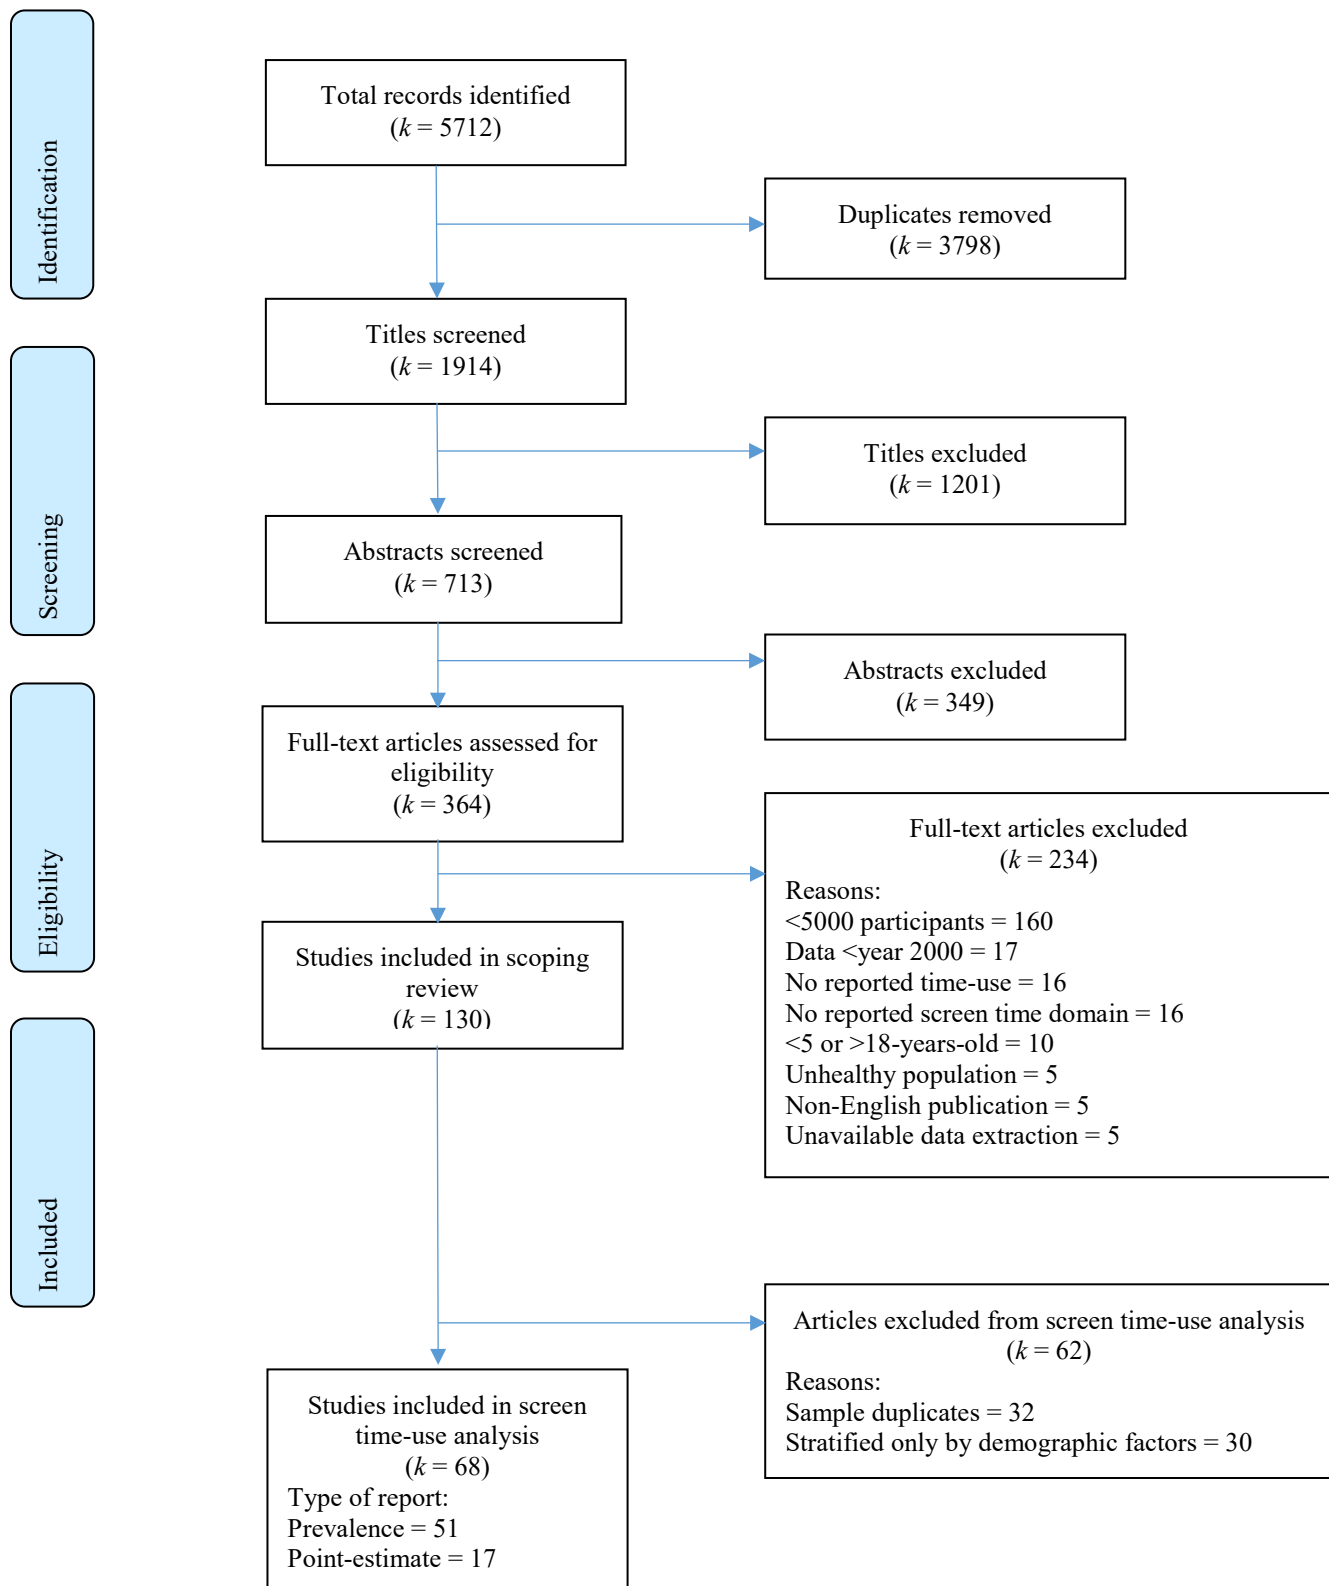 Identification
Total records identified
(k = 5712)
Duplicates removed
(k = 3798)
Titles screened
(k = 1914)
Screening
Titles excluded
(k = 1201)
Abstracts screened
(k = 713)
Abstracts excluded
(k = 349)
Eligibility
Full-text articles assessed for
eligibility
(k = 364)
Full-text articles excluded
(k = 234)
Reasons:
<5000 participants = 160
Data <year 2000 = 17
No reported time-use = 16
No reported screen time domain = 16
<5 or >18-years-old = 10
Unhealthy population = 5
Non-English publication = 5
Unavailable data extraction = 5
Studies included in scoping
review
(k = 130)
Included
Articles excluded from screen time-use analysis
(k = 62)
Reasons:
Sample duplicates = 32
Stratified only by demographic factors = 30
Studies included in screen
time-use analysis
(k = 68)
Type of report:
Prevalence = 51
Point-estimate = 17